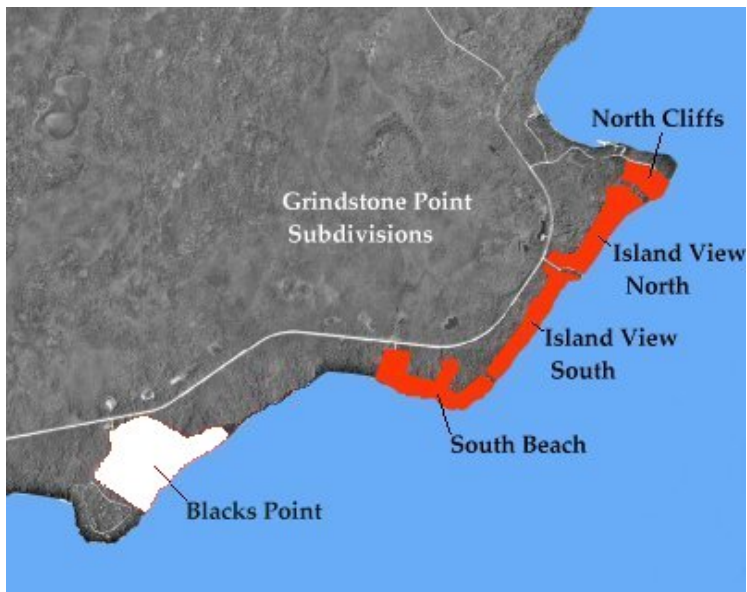 North Cliffs
Grindstone Point
Subdivisions
Island View
North
Island View
South
South Beach
Blacks Point